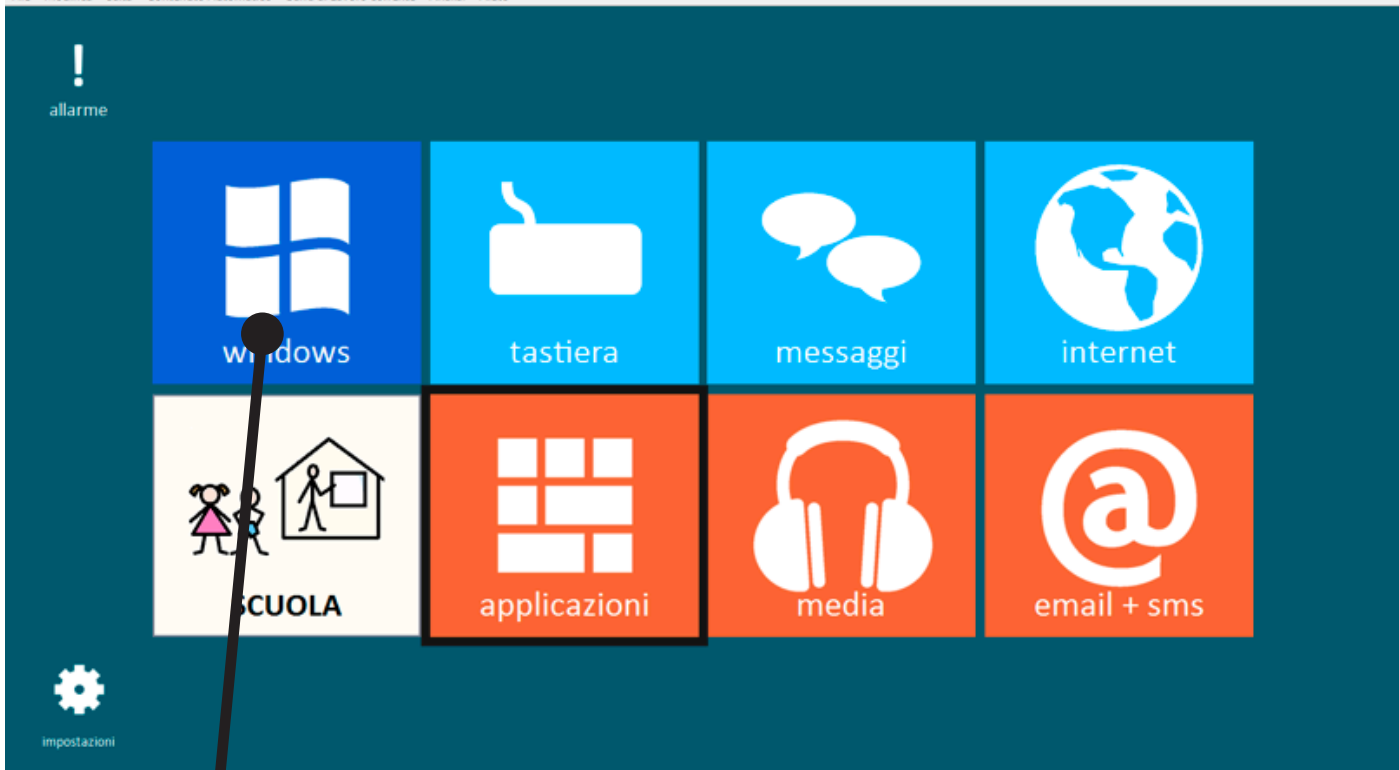 !
allarme
windows
tastiera
messaggi
internet
SCUOLA
applicazioni
media
@
email + sms
impostazioni